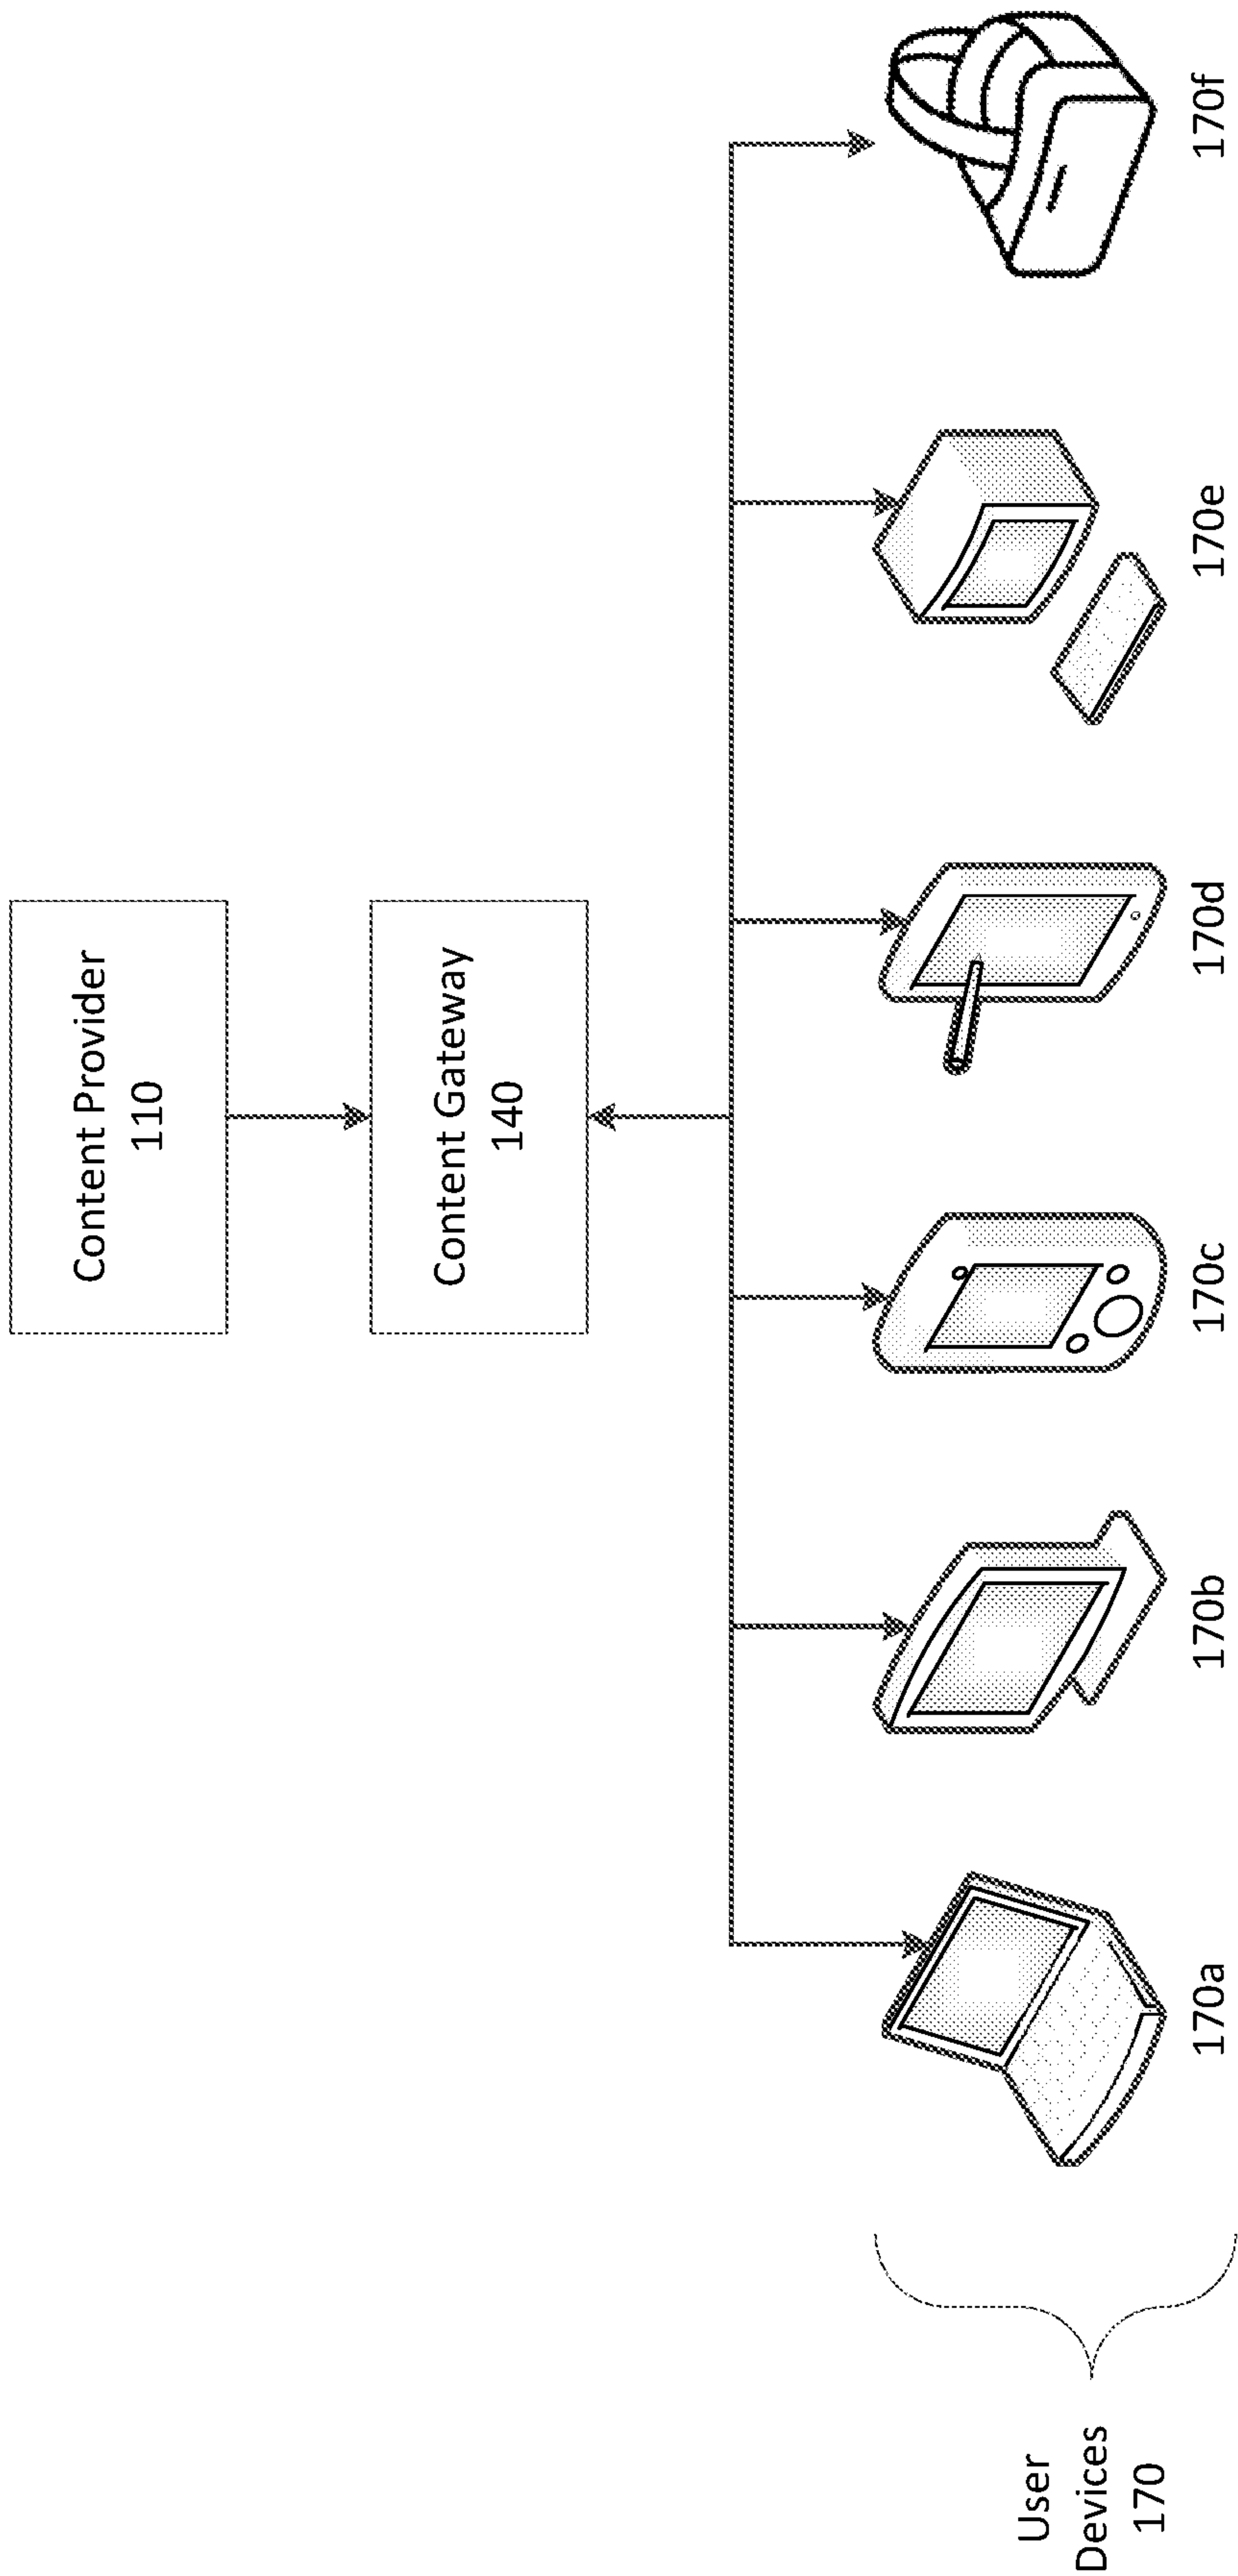 Content Provider
110
Content Gateway
140
User
Devices
170
170a
170b
170c
170d
170e
170f